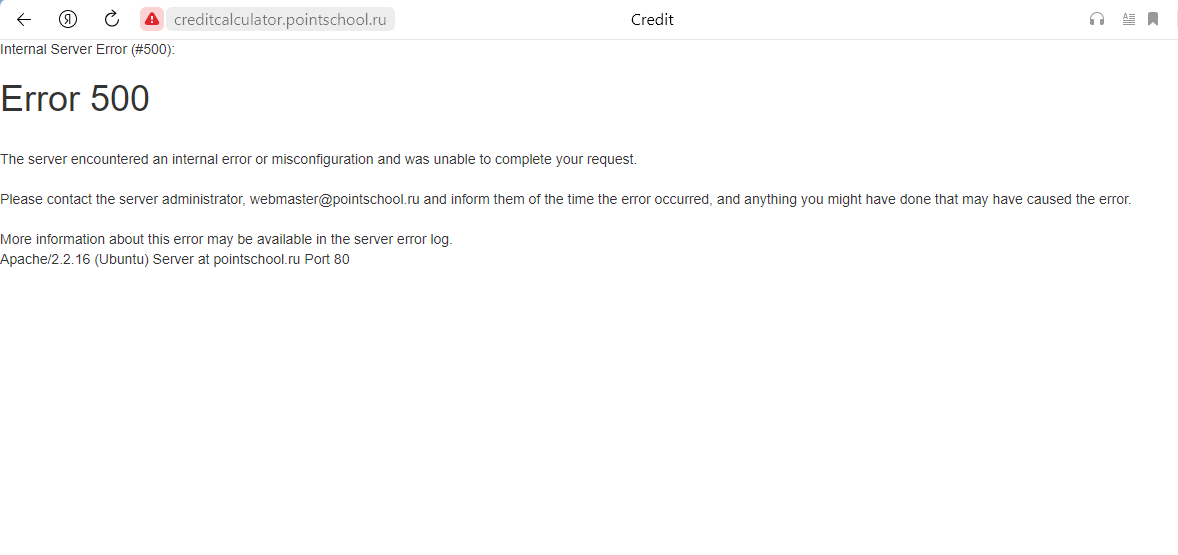 Я creditcalculator.pointschool.ru Credit
Internal Server Error (#500):
Error 500
The server encountered an internal error or misconfiguration and was unable to complete your request.
Please contact the server administrator, webmaster@pointschool.ru and inform them of the time the error occurred, and anything you might have done that may have caused the error.
More information about this error may be available in the server error log.
Apache/2.2.16 (Ubuntu) Server at pointschool.ru Port 80